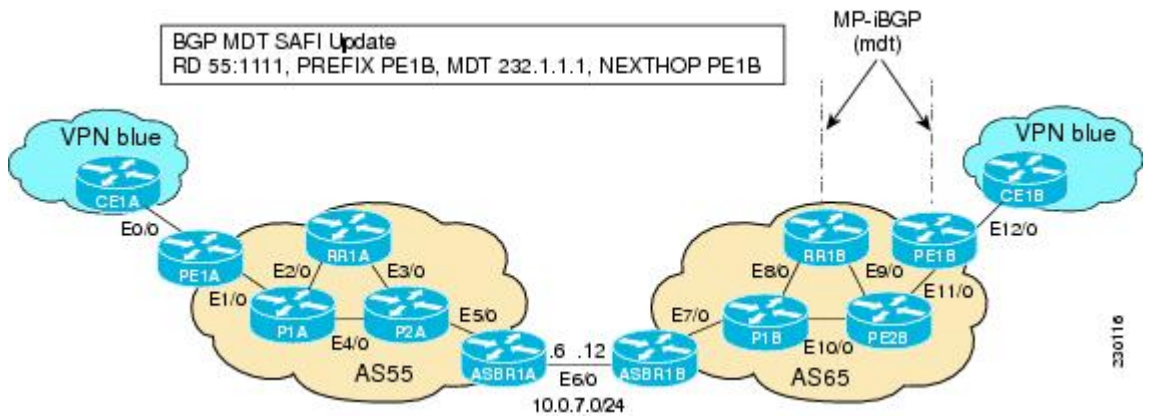 BGP MDT SAFI Update
RD 55:1111, PREFIX PE1B, MDT 232.1.1.1, NEXTHOP PE1B
MP-iBGP
(mdt)
VPN blue
VPN blue
CE1A
CE1B
E0/0
E12/0
PE1A
RR1A
RR1B
PE1B
E2/0
E3/0
E8/0
E9/0
E1/0
E11/0
P1A
P2A
E5/0
E7/0
P1B
PE2B
E4/0
E10/0
AS55
ASBR1A
.6
.12
ASBR1B
AS65
E6/0
10.0.7.0/24
230116